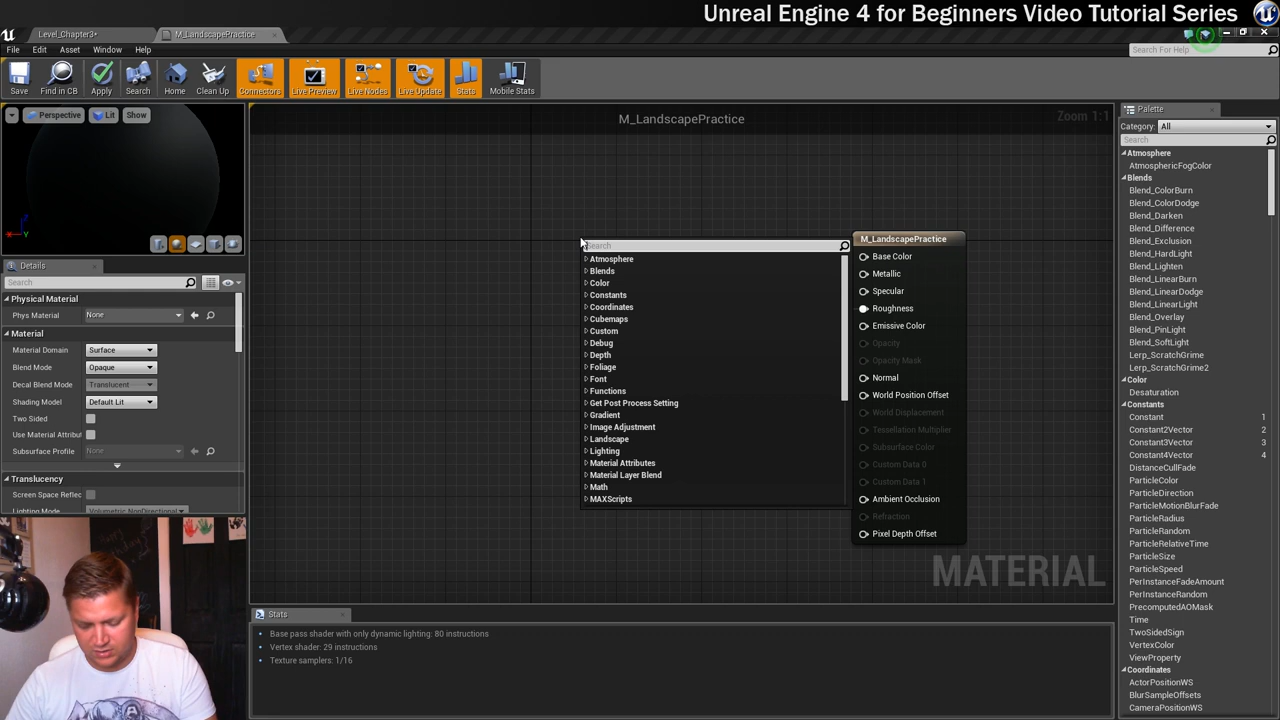 Unreal Engine 4 for Beginners Video Tutorial Series
Level_Chapter3*
M_LandscapePractice
File Edit Asset Window Help
Search For Help
Save
Find in CB
Apply
Search
Home
Clean Up
Connectors
Live Preview
Live Nodes
Live Update
Stats
Mobile Stats
Perspective
Lit
Show
Details
Search
Physical Material
Phys Material None
Material
Material Domain Surface
Blend Mode Opaque
Decal Blend Mode Translucent
Shading Model Default Lit
Two Sided
Use Material Attribut
Subsurface Profile None
Translucency
Screen Space Reflec
Lighting Mode Volumetric NonDirectional
M_LandscapePractice
Zoom 1:1
Search
Atmosphere
Blends
Color
Constants
Coordinates
Cubemaps
Custom
Debug
Depth
Foliage
Font
Functions
Get Post Process Setting
Gradient
Image Adjustment
Landscape
Lighting
Material Attributes
Material Layer Blend
Math
MAXScripts
M_LandscapePractice
Base Color
Metallic
Specular
Roughness
Emissive Color
Opacity
Opacity Mask
Normal
World Position Offset
World Displacement
Tessellation Multiplier
Subsurface Color
Custom Data 0
Custom Data 1
Ambient Occlusion
Refraction
Pixel Depth Offset
MATERIAL
Stats
Base pass shader with only dynamic lighting: 80 instructions
Vertex shader: 29 instructions
Texture samplers: 1/16
Palette
Category: All
Search
Atmosphere
AtmosphericFogColor
Blends
Blend_ColorBurn
Blend_ColorDodge
Blend_Darken
Blend_Difference
Blend_Exclusion
Blend_HardLight
Blend_Lighten
Blend_LinearBurn
Blend_LinearDodge
Blend_LinearLight
Blend_Overlay
Blend_PinLight
Blend_SoftLight
Lerp_ScratchGrime
Lerp_ScratchGrime2
Color
Desaturation
Constants
Constant 1
Constant2Vector 2
Constant3Vector 3
Constant4Vector 4
DistanceCullFade
ParticleColor
ParticleDirection
ParticleMotionBlurFade
ParticleRadius
ParticleRandom
ParticleRelativeTime
ParticleSize
ParticleSpeed
PerInstanceFadeAmount
PerInstanceRandom
PrecomputedAOMask
Time
TwoSidedSign
VertexColor
ViewProperty
Coordinates
ActorPositionWS
BlurSampleOffsets
CameraPositionWS